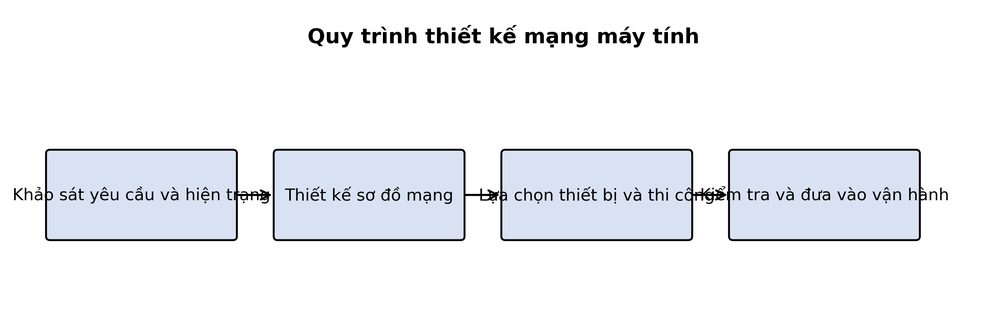 Quy trình thiết kế mạng máy tính
Khảo sát yêu cầu và hiện trạng
Thiết kế sơ đồ mạng
Lựa chọn thiết bị và thi công
Kiểm tra và đưa vào vận hành